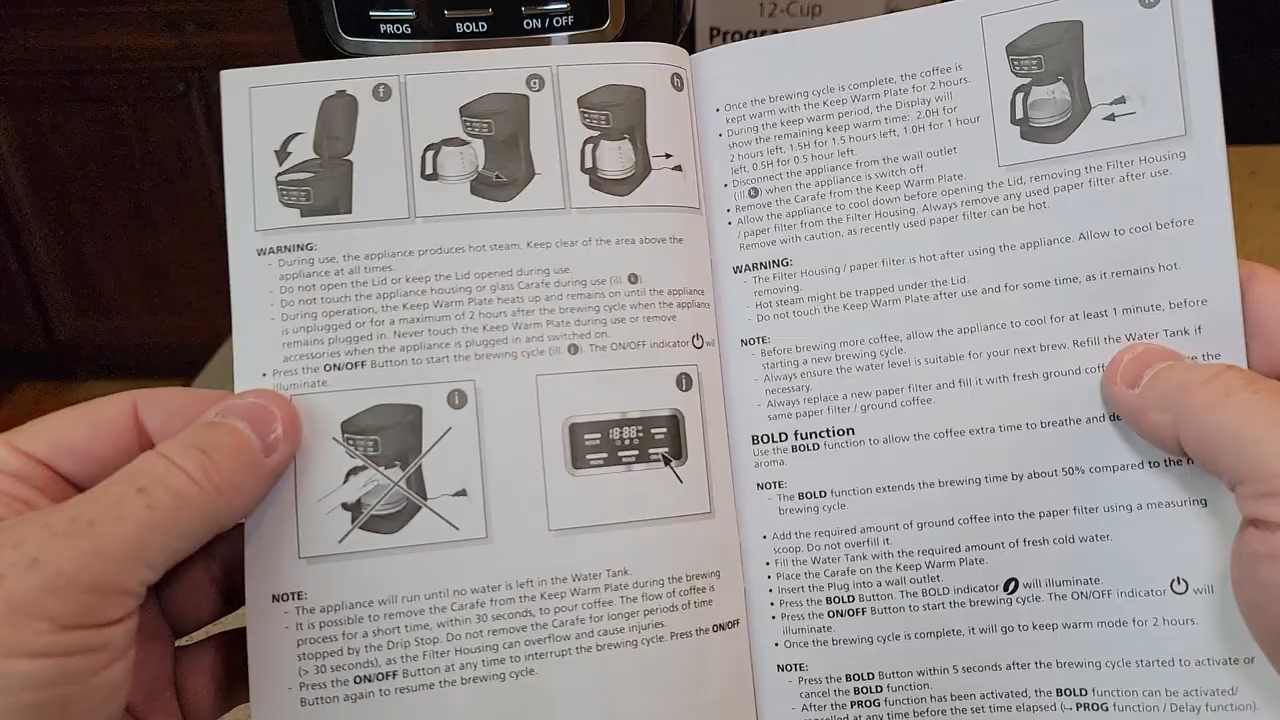 PROG
BOLD
ON / OFF
12-Cup
f
g
h
WARNING:
- During use, the appliance produces hot steam. Keep clear of the area above the
appliance at all times.
- Do not open the Lid or keep the Lid opened during use.
- Do not touch the appliance housing or glass Carafe during use (ill. i).
- During operation, the Keep Warm Plate heats up and remains on until the appliance
is unplugged or for a maximum of 2 hours after the brewing cycle when the appliance
remains plugged in. Never touch the Keep Warm Plate during use or remove
accessories when the appliance is plugged in and switched on.
• Press the ON/OFF Button to start the brewing cycle (ill. j). The ON/OFF indicator will
illuminate.
i
j
18:88
NOTE:
- The appliance will run until no water is left in the Water Tank.
- It is possible to remove the Carafe from the Keep Warm Plate during the brewing
process for a short time, within 30 seconds, to pour coffee. The flow of coffee is
stopped by the Drip Stop. Do not remove the Carafe for longer periods of time
(> 30 seconds), as the Filter Housing can overflow and cause injuries.
- Press the ON/OFF Button at any time to interrupt the brewing cycle. Press the ON/OFF
Button again to resume the brewing cycle.
• Once the brewing cycle is complete, the coffee is
kept warm with the Keep Warm Plate for 2 hours.
• During the keep warm period, the Display will
show the remaining keep warm time: 2.0H for
2 hours left, 1.5H for 1.5 hours left, 1.0H for 1 hour
left, 0.5H for 0.5 hour left.
• Disconnect the appliance from the wall outlet
(ill. k) when the appliance is switch off.
• Remove the Carafe from the Keep Warm Plate.
• Allow the appliance to cool down before opening the Lid, removing the Filter Housing
/ paper filter from the Filter Housing. Always remove any used paper filter after use.
Remove with caution, as recently used paper filter can be hot.
WARNING:
- The Filter Housing / paper filter is hot after using the appliance. Allow to cool before
removing.
- Hot steam might be trapped under the Lid.
- Do not touch the Keep Warm Plate after use and for some time, as it remains hot.
NOTE:
- Before brewing more coffee, allow the appliance to cool for at least 1 minute, before
starting a new brewing cycle.
- Always ensure the water level is suitable for your next brew. Refill the Water Tank if
necessary.
- Always replace a new paper filter and fill it with fresh ground coff the
same paper filter / ground coffee.
BOLD function
Use the BOLD function to allow the coffee extra time to breathe and de
aroma.
NOTE:
- The BOLD function extends the brewing time by about 50% compared to the n
brewing cycle.
• Add the required amount of ground coffee into the paper filter using a measuring
scoop. Do not overfill it.
• Fill the Water Tank with the required amount of fresh cold water.
• Place the Carafe on the Keep Warm Plate.
• Insert the Plug into a wall outlet.
• Press the BOLD Button. The BOLD indicator will illuminate.
• Press the ON/OFF Button to start the brewing cycle. The ON/OFF indicator will
illuminate.
• Once the brewing cycle is complete, it will go to keep warm mode for 2 hours.
NOTE:
- Press the BOLD Button within 5 seconds after the brewing cycle started to activate or
cancel the BOLD function.
- After the PROG function has been activated, the BOLD function can be activated/
cancelled at any time before the set time elapsed (↪ PROG function / Delay function).